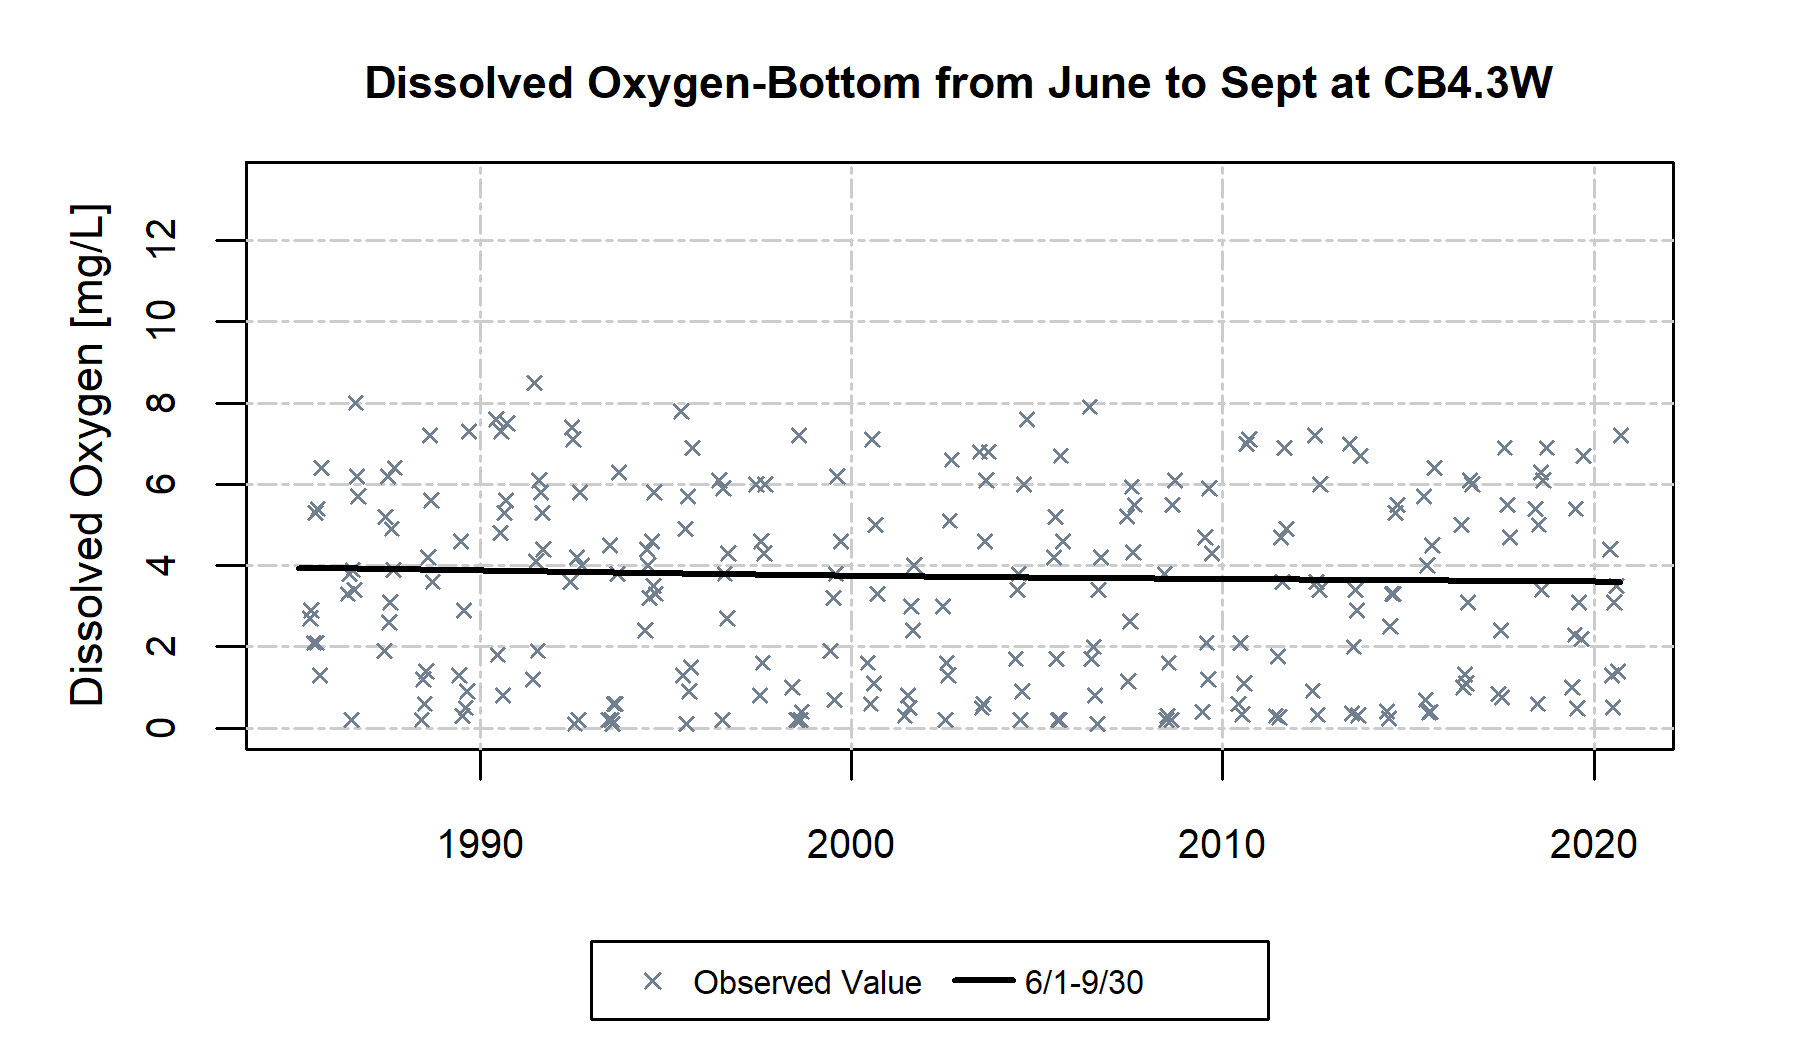 Dissolved Oxygen-Bottom from June to Sept at CB4.3W
Dissolved Oxygen [mg/L]
12
10
8
6
4
2
0
1990 2000 2010 2020
Observed Value 6/1-9/30